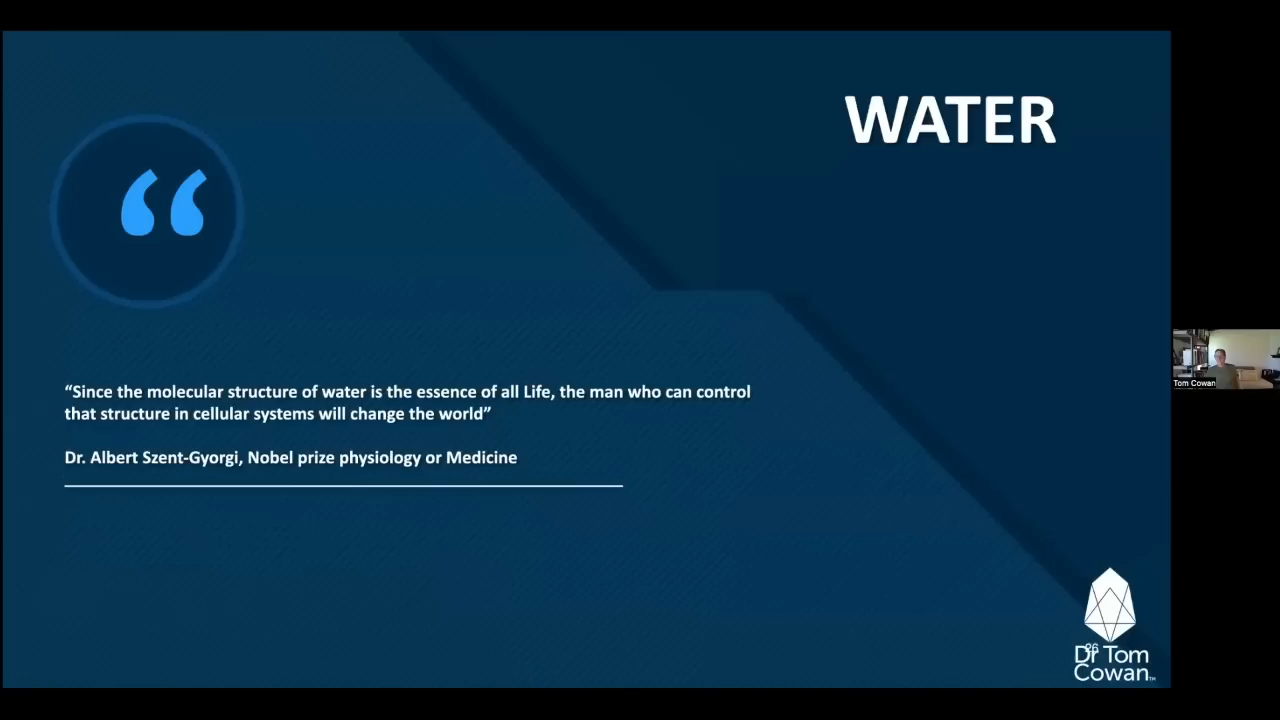 WATER
“Since the molecular structure of water is the essence of all Life, the man who can control
that structure in cellular systems will change the world”
Dr. Albert Szent-Gyorgi, Nobel prize physiology or Medicine
Tom Cowan
26
Dr Tom
Cowan™